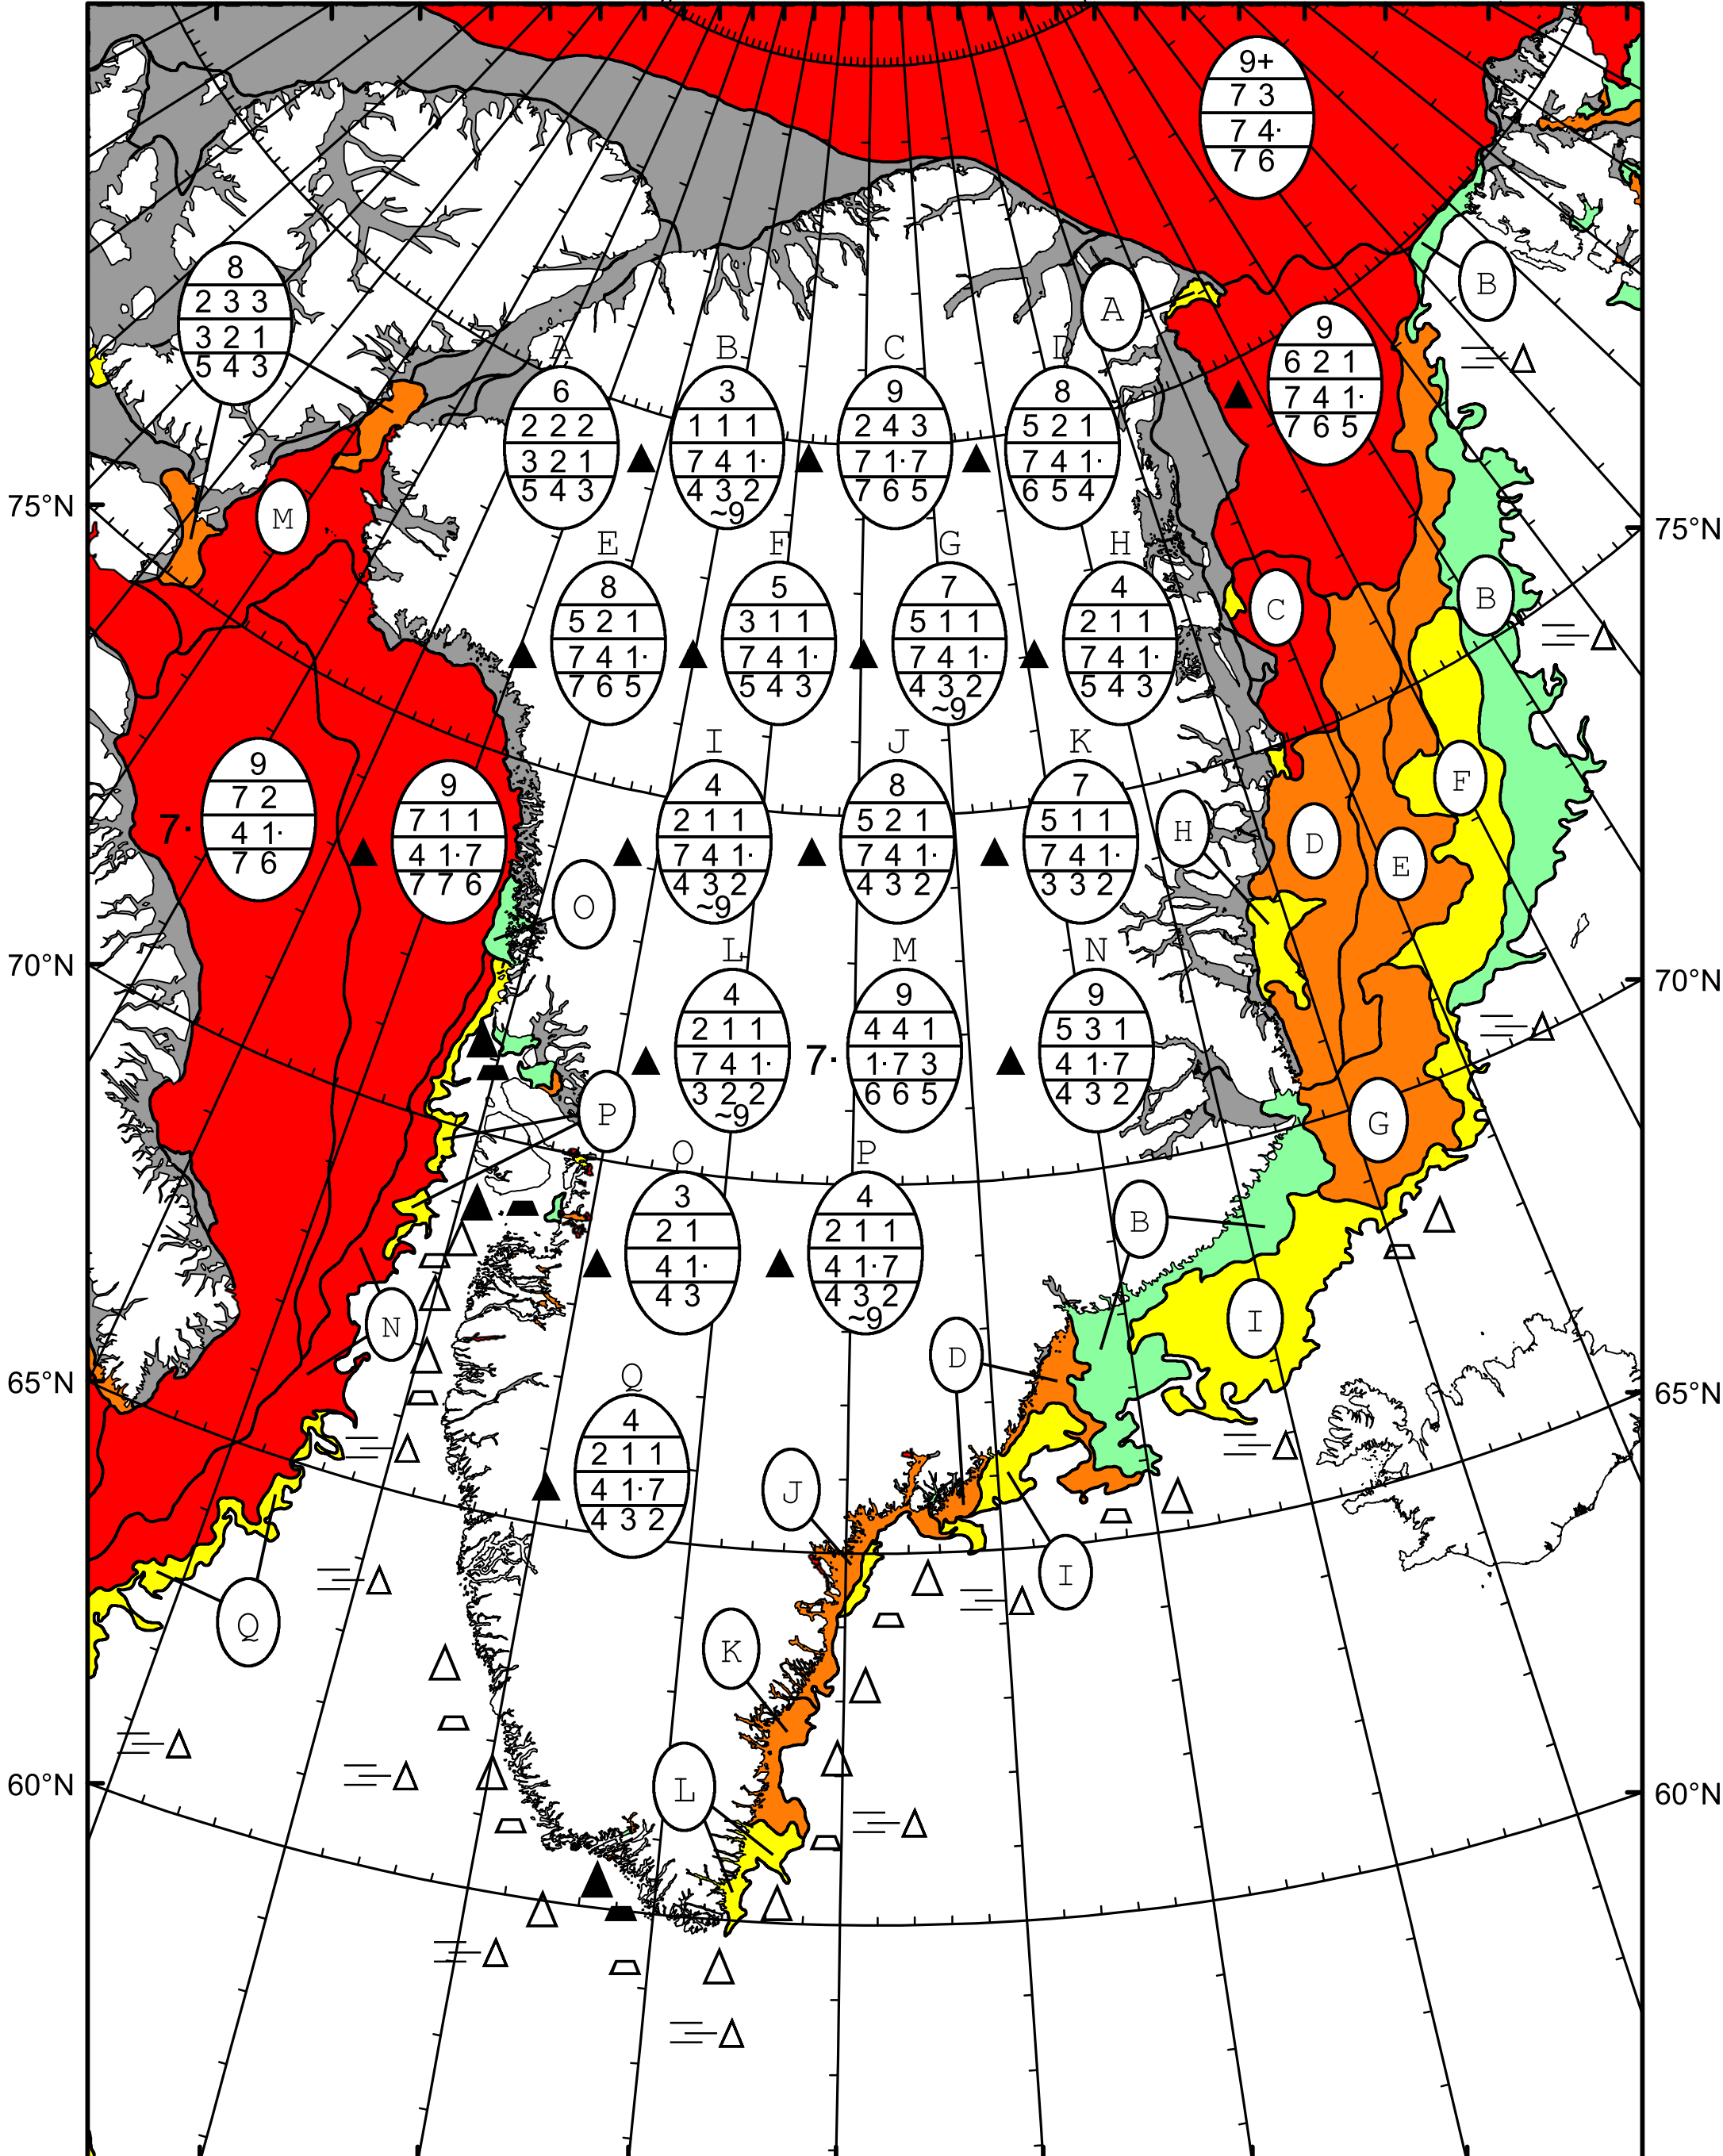 9+
7 3
7 4·
7 6
8
2 3 3
3 2 1
5 4 3
B
A
9
6 2 1
7 4 1·
7 6 5
A
6
2 2 2
3 2 1
5 4 3
B
3
1 1 1
7 4 1·
4 3 2
~9
C
9
2 4 3
7 1·7
7 6 5
D
8
5 2 1
7 4 1·
6 5 4
75°N
M
75°N
E
8
5 2 1
7 4 1·
7 6 5
F
5
3 1 1
7 4 1·
5 4 3
G
7
5 1 1
7 4 1·
4 3 2
~9
H
4
2 1 1
7 4 1·
5 4 3
C
B
7·
9
7 2
4 1·
7 6
9
7 1 1
4 1·7
7 7 6
I
4
2 1 1
7 4 1·
4 3 2
~9
J
8
5 2 1
7 4 1·
4 3 2
K
7
5 1 1
7 4 1·
3 3 2
H
D
E
F
O
70°N
70°N
L
4
2 1 1
7 4 1·
3 2 2
~9
7·
M
9
4 4 1
1·7 3
6 6 5
N
9
5 3 1
4 1·7
4 3 2
P
G
O
3
2 1
4 1·
4 3
P
4
2 1 1
4 1·7
4 3 2
~9
B
N
I
D
65°N
65°N
Q
4
2 1 1
4 1·7
4 3 2
J
I
Q
K
L
60°N
60°N